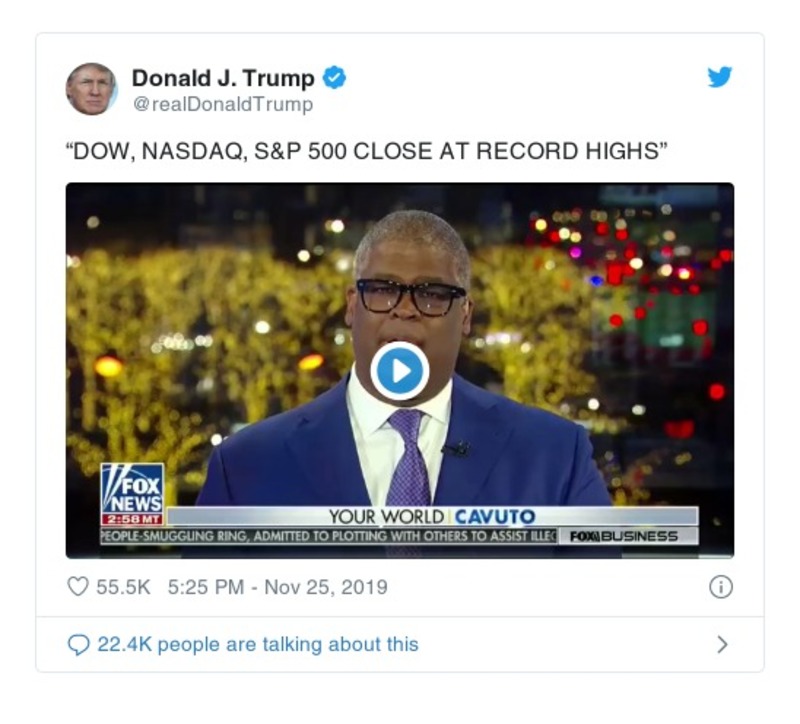 Donald J. Trump
@realDonaldTrump
“DOW, NASDAQ, S&P 500 CLOSE AT RECORD HIGHS”
FOX
NEWS
2:58 MT
YOUR WORLD CAVUTO
PEOPLE-SMUGGLING RING, ADMITTED TO PLOTTING WITH OTHERS TO ASSIST ILLEG
FOX BUSINESS
55.5K 5:25 PM - Nov 25, 2019
22.4K people are talking about this